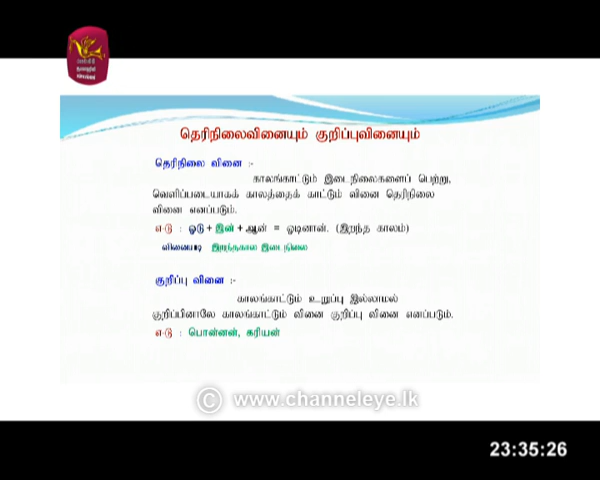 தெரிநிலைவினையும் குறிப்புவினையும்
தெரிநிலை வினை :-
காலங்காட்டும் இடைநிலைகளைப் பெற்று,
வெளிப்படையாகக் காலத்தைக் காட்டும் வினை தெரிநிலை
வினை எனப்படும்.
எ-டு : ஓடு + இன் + ஆன் = ஓடினான். (இறந்த காலம்)
வினையடி இறந்தகால இடைநிலை
குறிப்பு வினை :-
காலங்காட்டும் உறுப்பு இல்லாமல்
குறிப்பினாலே காலங்காட்டும் வினை குறிப்பு வினை எனப்படும்.
எ-டு : பொன்னன், கரியன்
© www.channeleye.lk
23:35:26